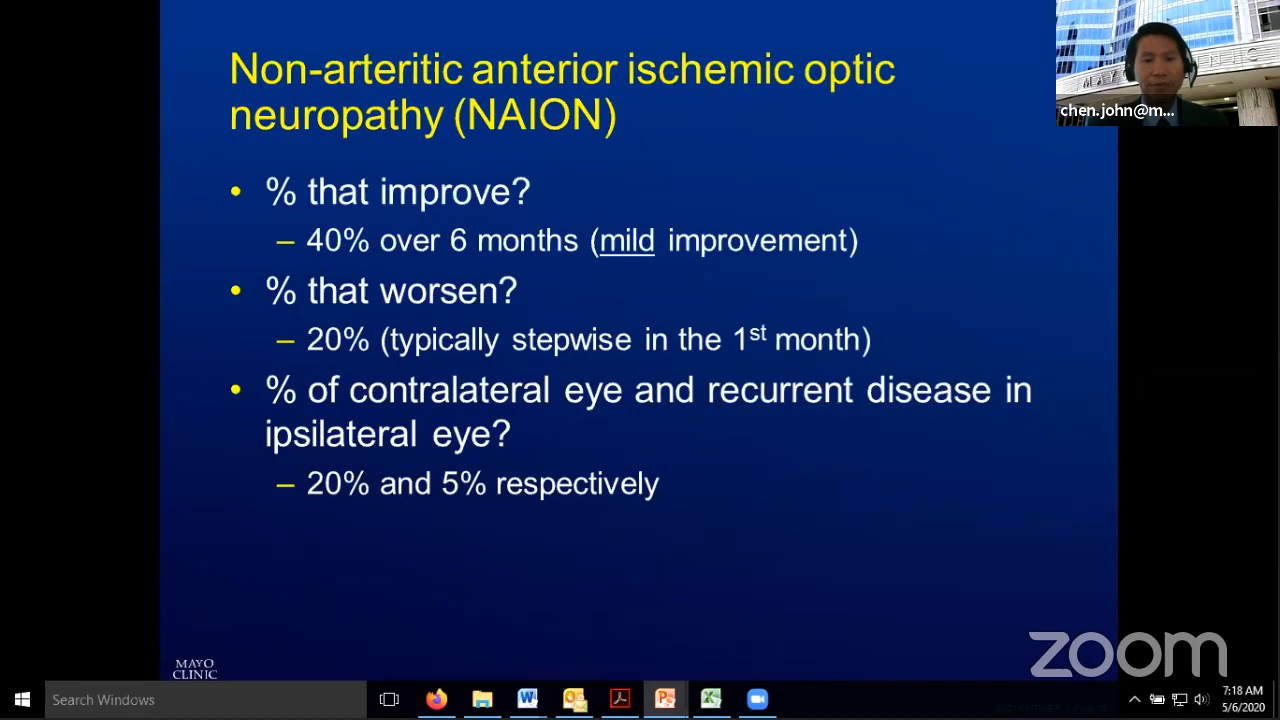 Non-arteritic anterior ischemic optic
neuropathy (NAION)
• % that improve?
– 40% over 6 months (mild improvement)
• % that worsen?
– 20% (typically stepwise in the 1st month)
• % of contralateral eye and recurrent disease in
ipsilateral eye?
– 20% and 5% respectively
chen.john@m...
MAYO
CLINIC
zoom
Search Windows
7:18 AM
5/6/2020